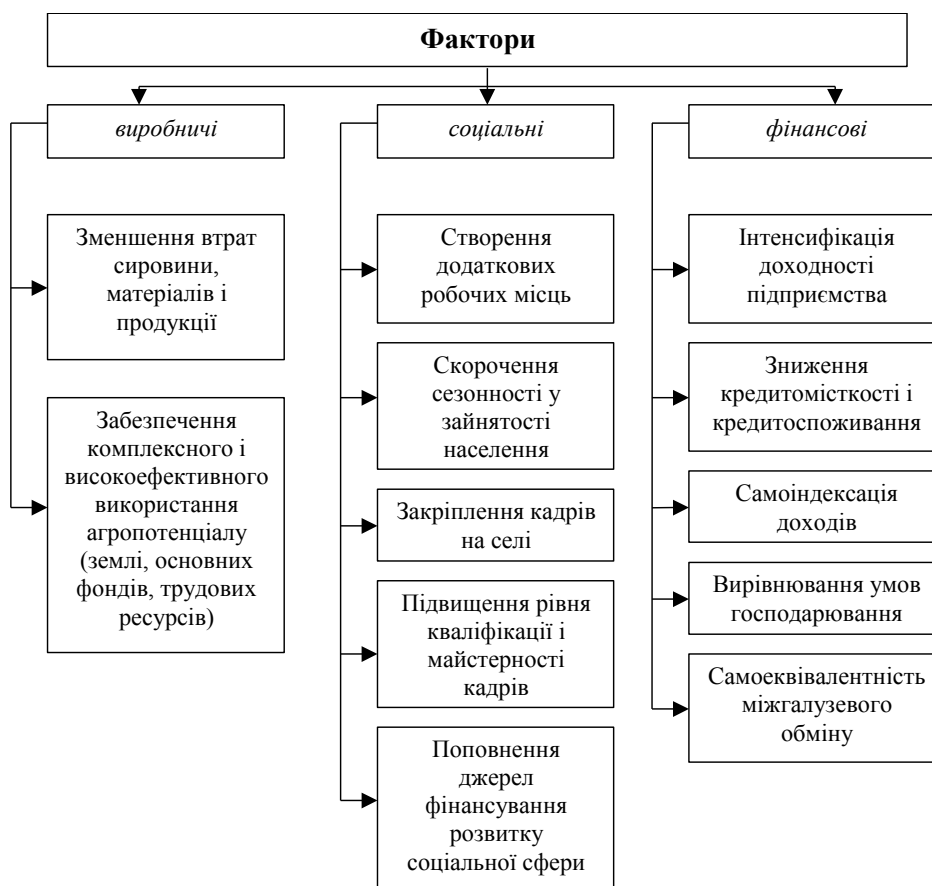 Фактори
виробничі
соціальні
фінансові
Зменшення втрат
сировини,
матеріалів і
продукції
Забезпечення
комплексного і
високоефективного
використання
агропотенціалу
(землі, основних
фондів, трудових
ресурсів)
Створення
додаткових
робочих місць
Скорочення
сезонності у
зайнятості
населення
Закріплення кадрів
на селі
Підвищення рівня
кваліфікації і
майстерності
кадрів
Поповнення
джерел
фінансування
розвитку
соціальної сфери
Інтенсифікація
доходності
підприємства
Зниження
кредитомісткості і
кредитоспоживання
Самоіндексація
доходів
Вирівнювання умов
господарювання
Самоеквівалентність
міжгалузевого
обміну